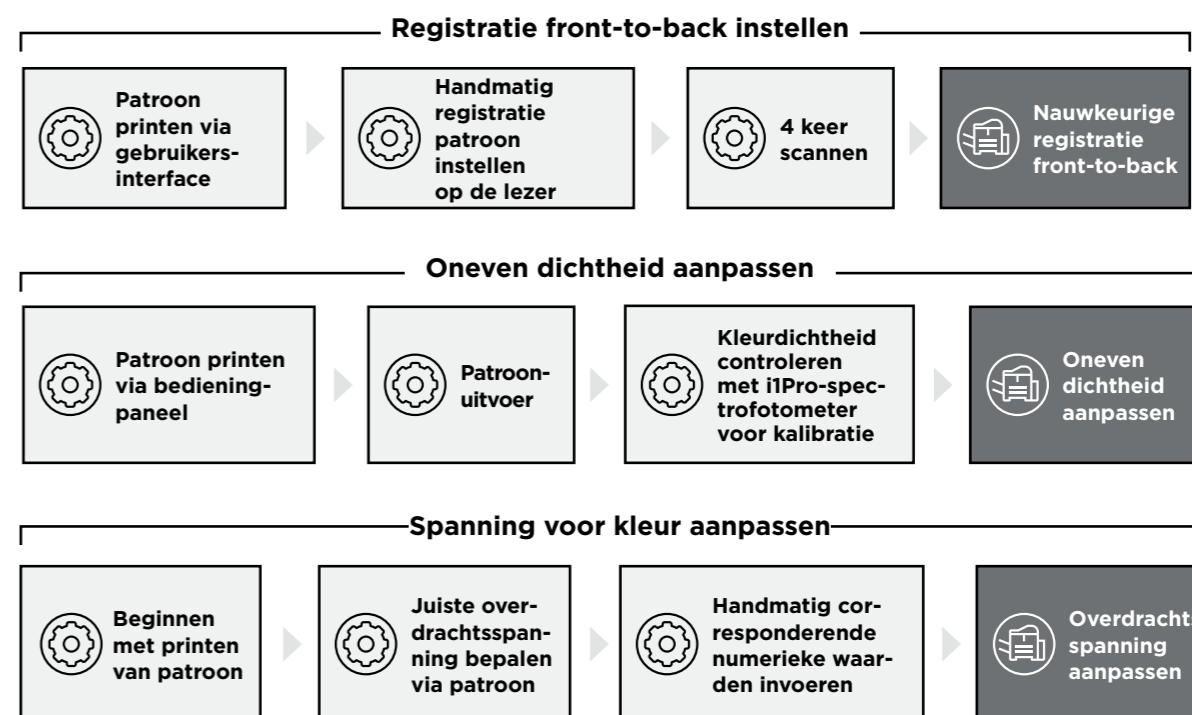 Registratie front-to-back instellen
Patroon
printen via
gebruikers-
interface
Handmatig
registratie
patroon
instellen
op de lezer
4 keer
scannen
Nauwkeurige
registratie
front-to-back
Oneven dichtheid aanpassen
Patroon printen
via bediening-
paneel
Patroon-
uitvoer
Kleurdichtheid
controleren
met i1Pro-spec-
trofotometer
voor kalibratie
Oneven
dichtheid
aanpassen
Spanning voor kleur aanpassen
Beginnen
met printen
van patroon
Juiste over-
drachtsspan-
ning bepalen
via patroon
Handmatig cor-
responderende
numerieke waar-
den invoeren
Overdrachts
spanning
aanpassen